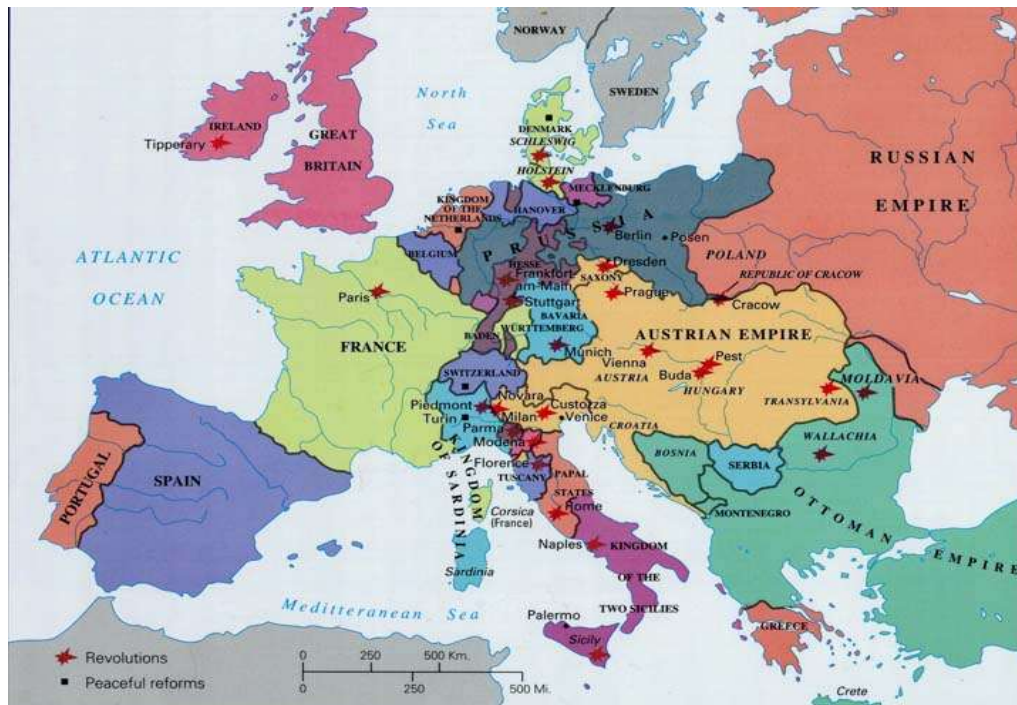 NORWAY
SWEDEN
North
Sea
IRELAND
Tipperary
GREAT
BRITAIN
DENMARK
SCHLESWIG
HOLSTEIN
MECKLENBURG
RUSSIAN
EMPIRE
KINGDOM
OF THE
NETHERLANDS
HANOVER
PRUSSIA
Berlin
Posen
POLAND
BELGIUM
HESSE
Frankfort
am-Main
Dresden
SAXONY
REPUBLIC OF CRACOW
ATLANTIC
OCEAN
Paris
Stuttgart
Prague
Cracow
BAVARIA
WÜRTTEMBERG
BADEN
AUSTRIAN EMPIRE
FRANCE
Munich
Vienna
AUSTRIA
Pest
Buda
HUNGARY
MOLDAVIA
TRANSYLVANIA
SWITZERLAND
Piedmont
Turin
Novara
Milan
Custozza
Venice
CROATIA
WALLACHIA
Parma
Modena
Florence
TUSCANY
PAPAL
STATES
BOSNIA
SERBIA
MONTENEGRO
OTTOMAN EMPIRE
PORTUGAL
SPAIN
KINGDOM
OF SARDINIA
Corsica
(France)
Rome
Naples
KINGDOM
OF THE
TWO SICILIES
Sardinia
Mediterranean Sea
Palermo
Sicily
GREECE
Crete
Revolutions
Peaceful reforms
0 250 500 Km.
0 250 500 Mi.